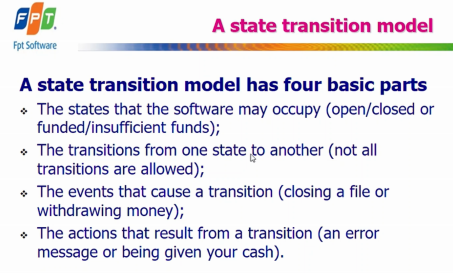 FPT
Fpt Software
A state transition model
A state transition model has four basic parts
The states that the software may occupy (open/closed or
funded/insufficient funds);
The transitions from one state to another (not all
transitions are allowed);
The events that cause a transition (closing a file or
withdrawing money);
The actions that result from a transition (an error
message or being given your cash).